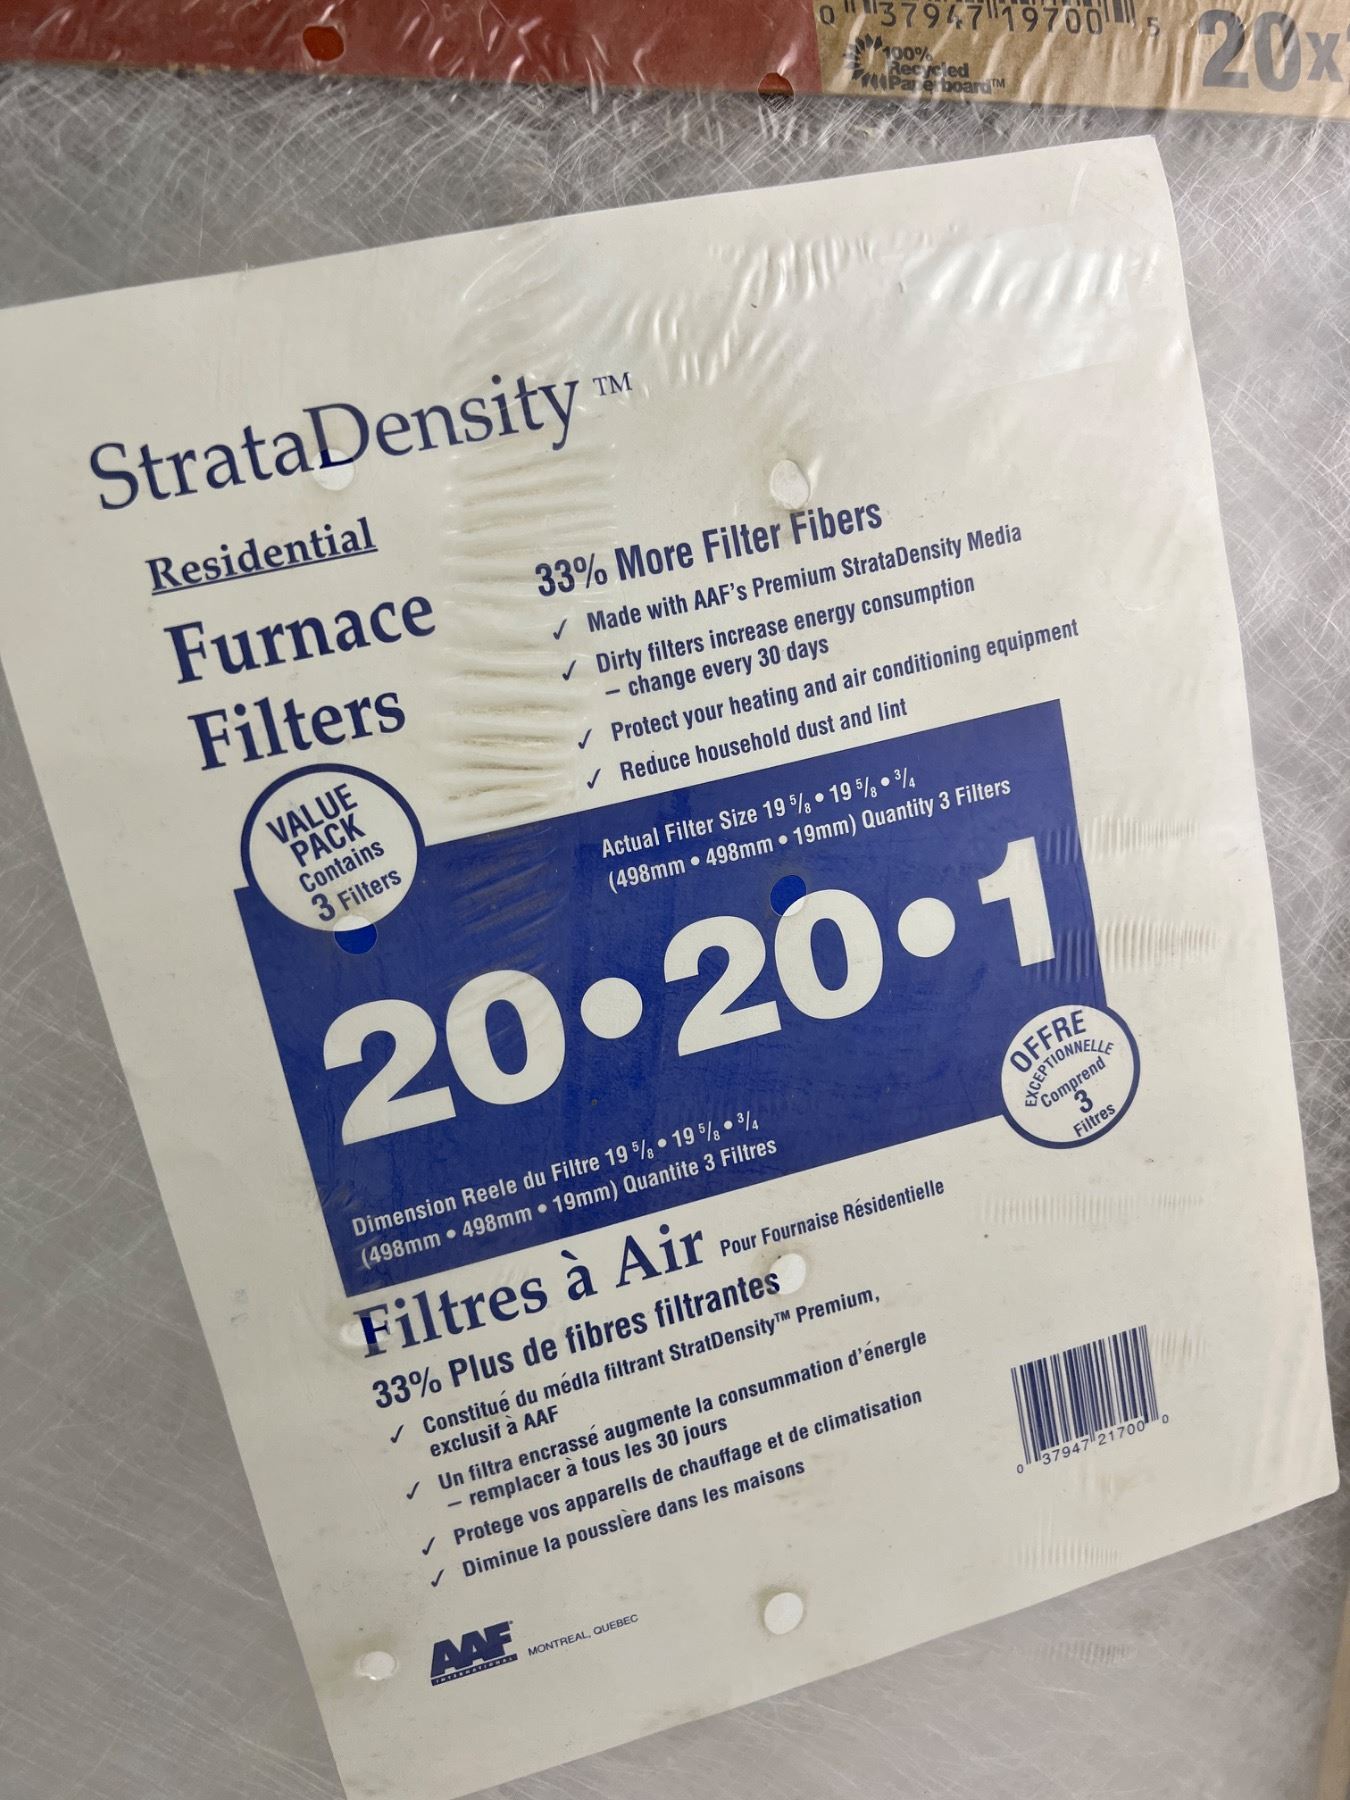 0 37947 19700 5
100%
Recycled
Paperboard™
20x
StrataDensity™
Residential
Furnace
Filters
33% More Filter Fibers
✓ Made with AAF's Premium StrataDensity Media
✓ Dirty filters increase energy consumption
– change every 30 days
✓ Protect your heating and air conditioning equipment
✓ Reduce household dust and lint
VALUE
PACK
Contains
3 Filters
Actual Filter Size 19 5/8 • 19 5/8 • 3/4
(498mm • 498mm • 19mm) Quantity 3 Filters
20•20•1
OFFRE
EXCEPTIONNELLE
Comprend
3
Filtres
Dimension Reele du Filtre 19 5/8 • 19 5/8 • 3/4
(498mm • 498mm • 19mm) Quantite 3 Filtres
Filtres à Air Pour Fournaise Résidentielle
33% Plus de fibres filtrantes
✓ Constitué du médla filtrant StratDensity™ Premium,
exclusif à AAF
✓ Un filtra encrassé augmente la consummation d'énergle
– remplacer à tous les 30 jours
✓ Protege vos apparells de chauffage et de climatisation
✓ Diminue la pousslère dans les maisons
0 37947 21700 0
AAF
INTERNATIONAL
MONTREAL, QUEBEC